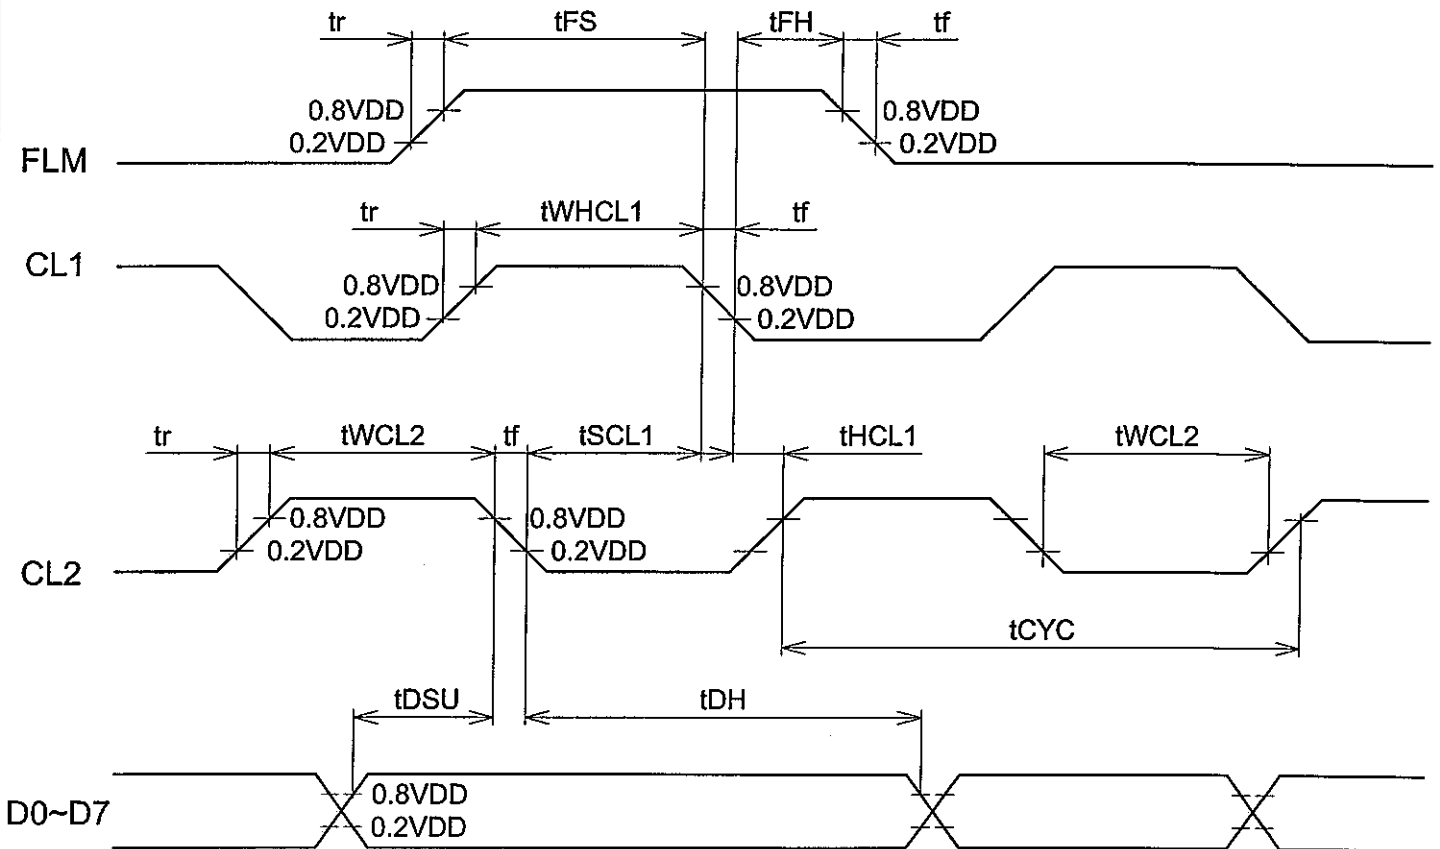 tr tFS tFH tf
0.8VDD 0.8VDD
0.2VDD 0.2VDD
FLM
tr tWHCL1 tf
CL1
0.8VDD 0.8VDD
0.2VDD 0.2VDD
tr tWCL2 tf tSCL1 tHCL1 tWCL2
0.8VDD 0.8VDD
0.2VDD 0.2VDD
CL2
tCYC
tDSU tDH
0.8VDD
D0~D7
0.2VDD